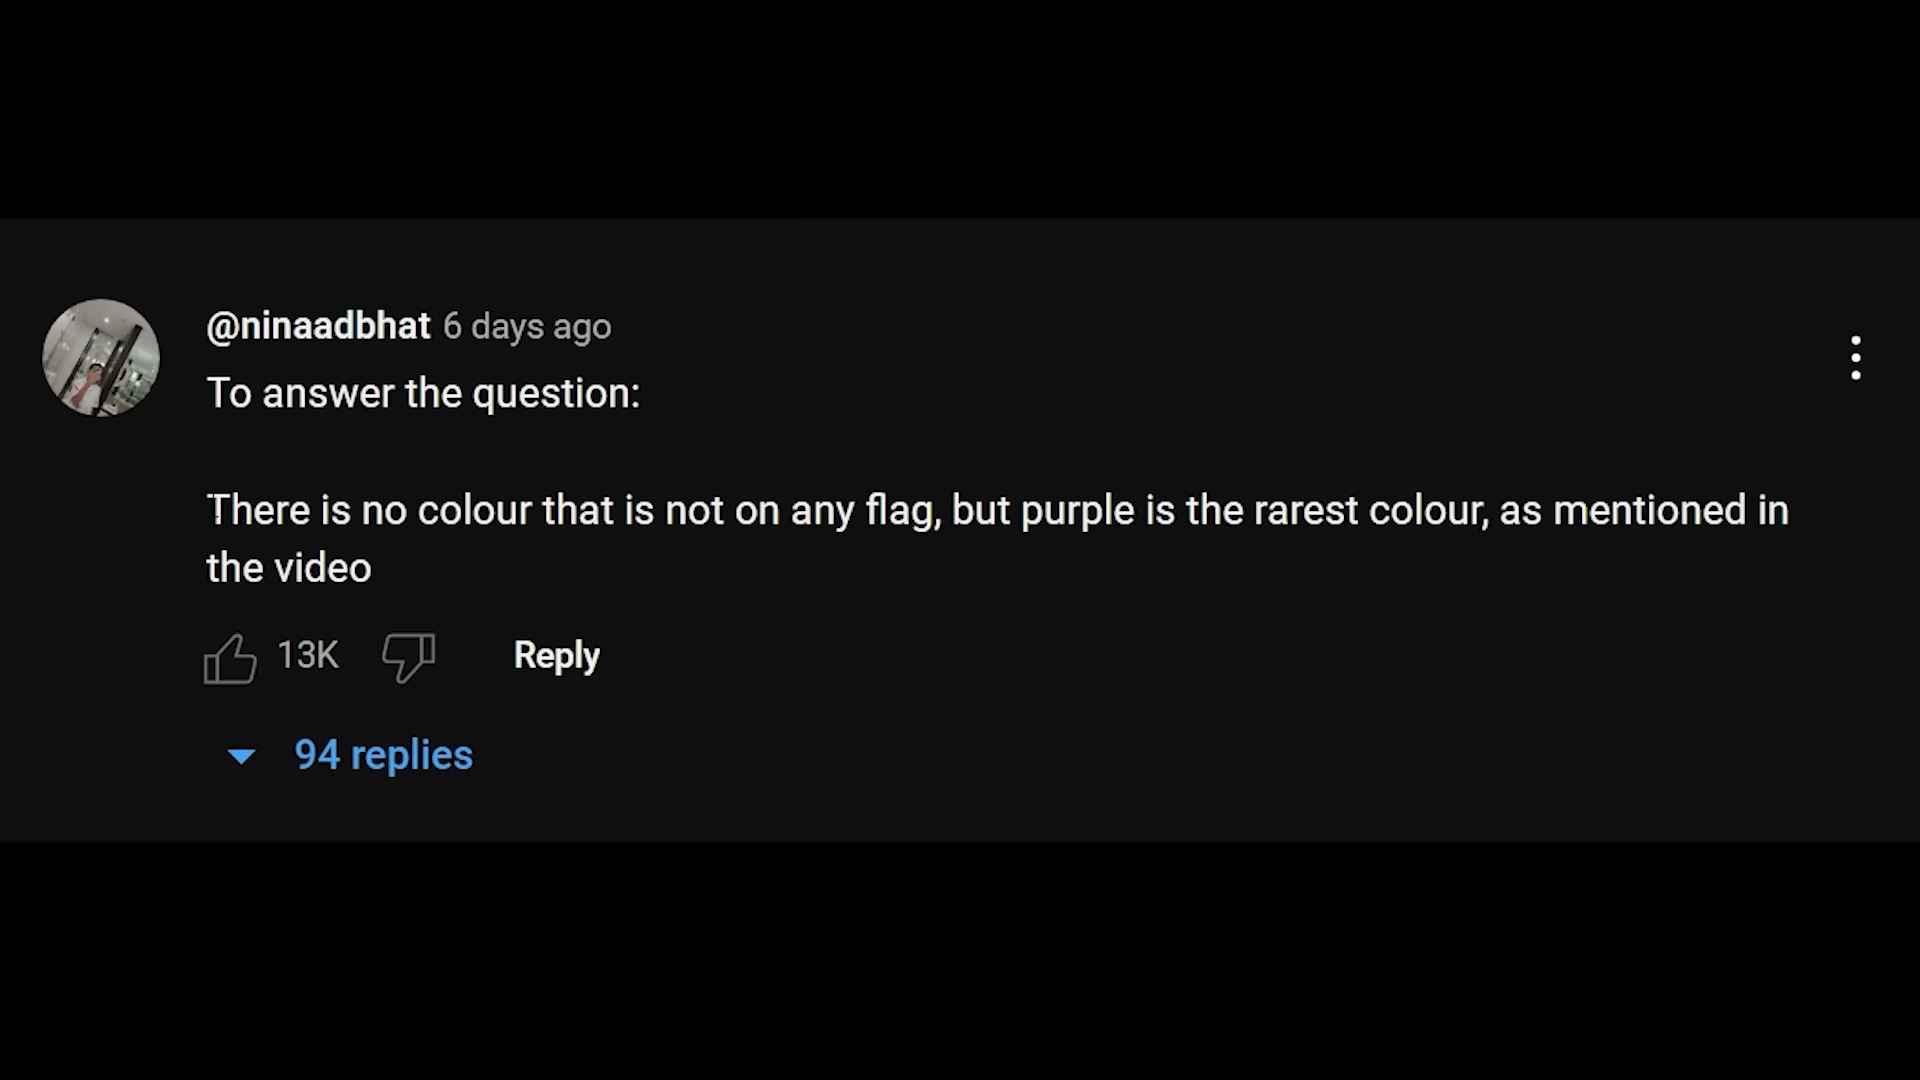 @ninaadbhat 6 days ago
To answer the question:
There is no colour that is not on any flag, but purple is the rarest colour, as mentioned in
the video
13K Reply
94 replies